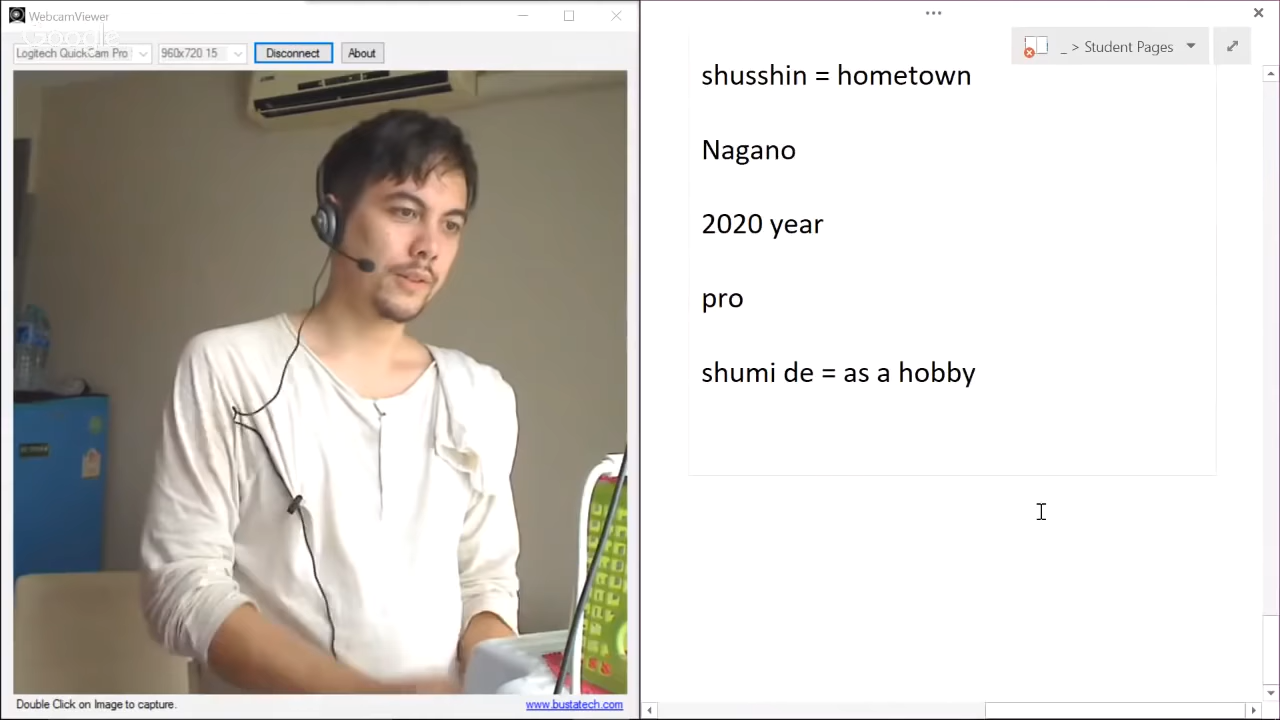 WebcamViewer
Google
Logitech QuickCam Pro
960x720 15
Disconnect
About
Double Click on Image to capture.
www.bustatech.com
_ > Student Pages
shusshin = hometown
Nagano
2020 year
pro
shumi de = as a hobby